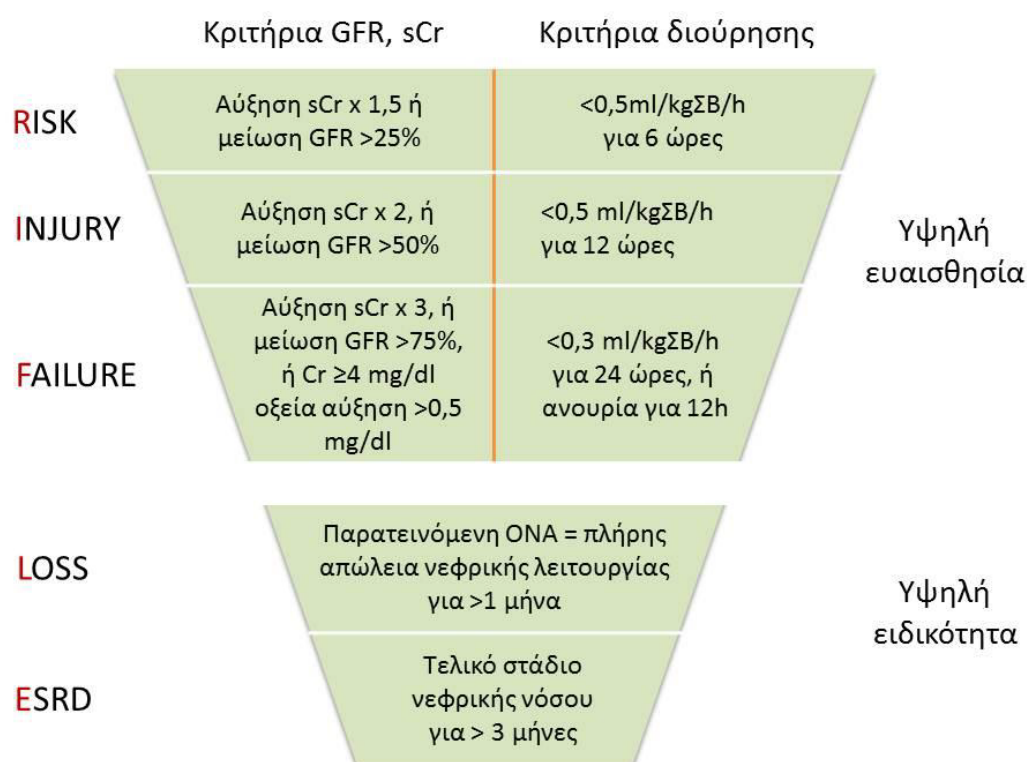 Κριτήρια GFR, sCr
Κριτήρια διούρησης
RISK
Αύξηση sCr x 1,5 ή
μείωση GFR >25%
<0,5ml/kgΣΒ/h
για 6 ώρες
INJURY
Αύξηση sCr x 2, ή
μείωση GFR >50%
<0,5 ml/kgΣΒ/h
για 12 ώρες
FAILURE
Αύξηση sCr x 3, ή
μείωση GFR >75%,
ή Cr ≥4 mg/dl
οξεία αύξηση >0,5
mg/dl
<0,3 ml/kgΣΒ/h
για 24 ώρες, ή
ανουρία για 12h
Υψηλή
ευαισθησία
LOSS
Παρατεινόμενη ΟΝΑ = πλήρης
απώλεια νεφρικής λειτουργίας
για >1 μήνα
ESRD
Τελικό στάδιο
νεφρικής νόσου
για > 3 μήνες
Υψηλή
ειδικότητα